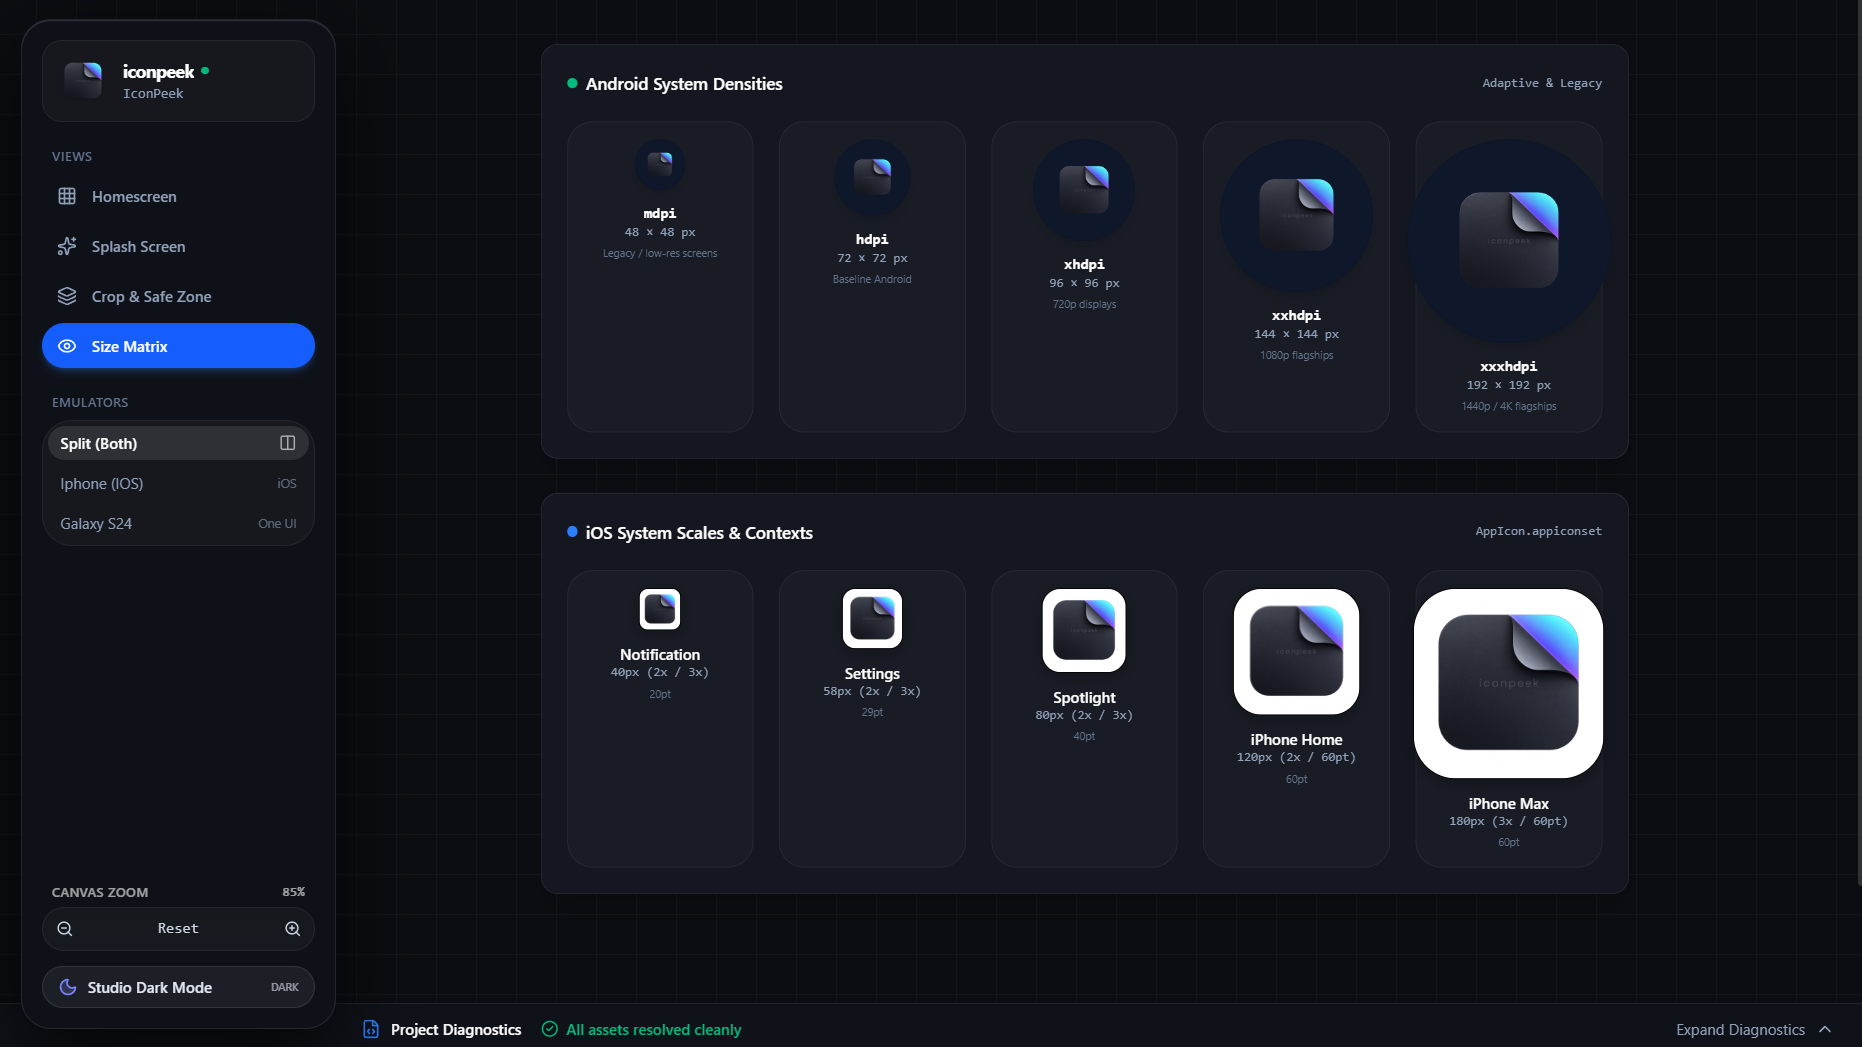 iconpeek
IconPeek
VIEWS
Homescreen
Splash Screen
Crop & Safe Zone
Size Matrix
EMULATORS
Split (Both)
Iphone (IOS) iOS
Galaxy S24 One UI
CANVAS ZOOM 85%
Reset
Studio Dark Mode DARK
Android System Densities Adaptive & Legacy
mdpi
48 × 48 px
Legacy / low-res screens
hdpi
72 × 72 px
Baseline Android
xhdpi
96 × 96 px
720p displays
iconpeek
xxhdpi
144 × 144 px
1080p flagships
iconpeek
xxxhdpi
192 × 192 px
1440p / 4K flagships
iOS System Scales & Contexts AppIcon.appiconset
Notification
40px (2x / 3x)
20pt
Settings
58px (2x / 3x)
29pt
Spotlight
80px (2x / 3x)
40pt
iconpeek
iPhone Home
120px (2x / 60pt)
60pt
iconpeek
iPhone Max
180px (3x / 60pt)
60pt
Project Diagnostics All assets resolved cleanly Expand Diagnostics